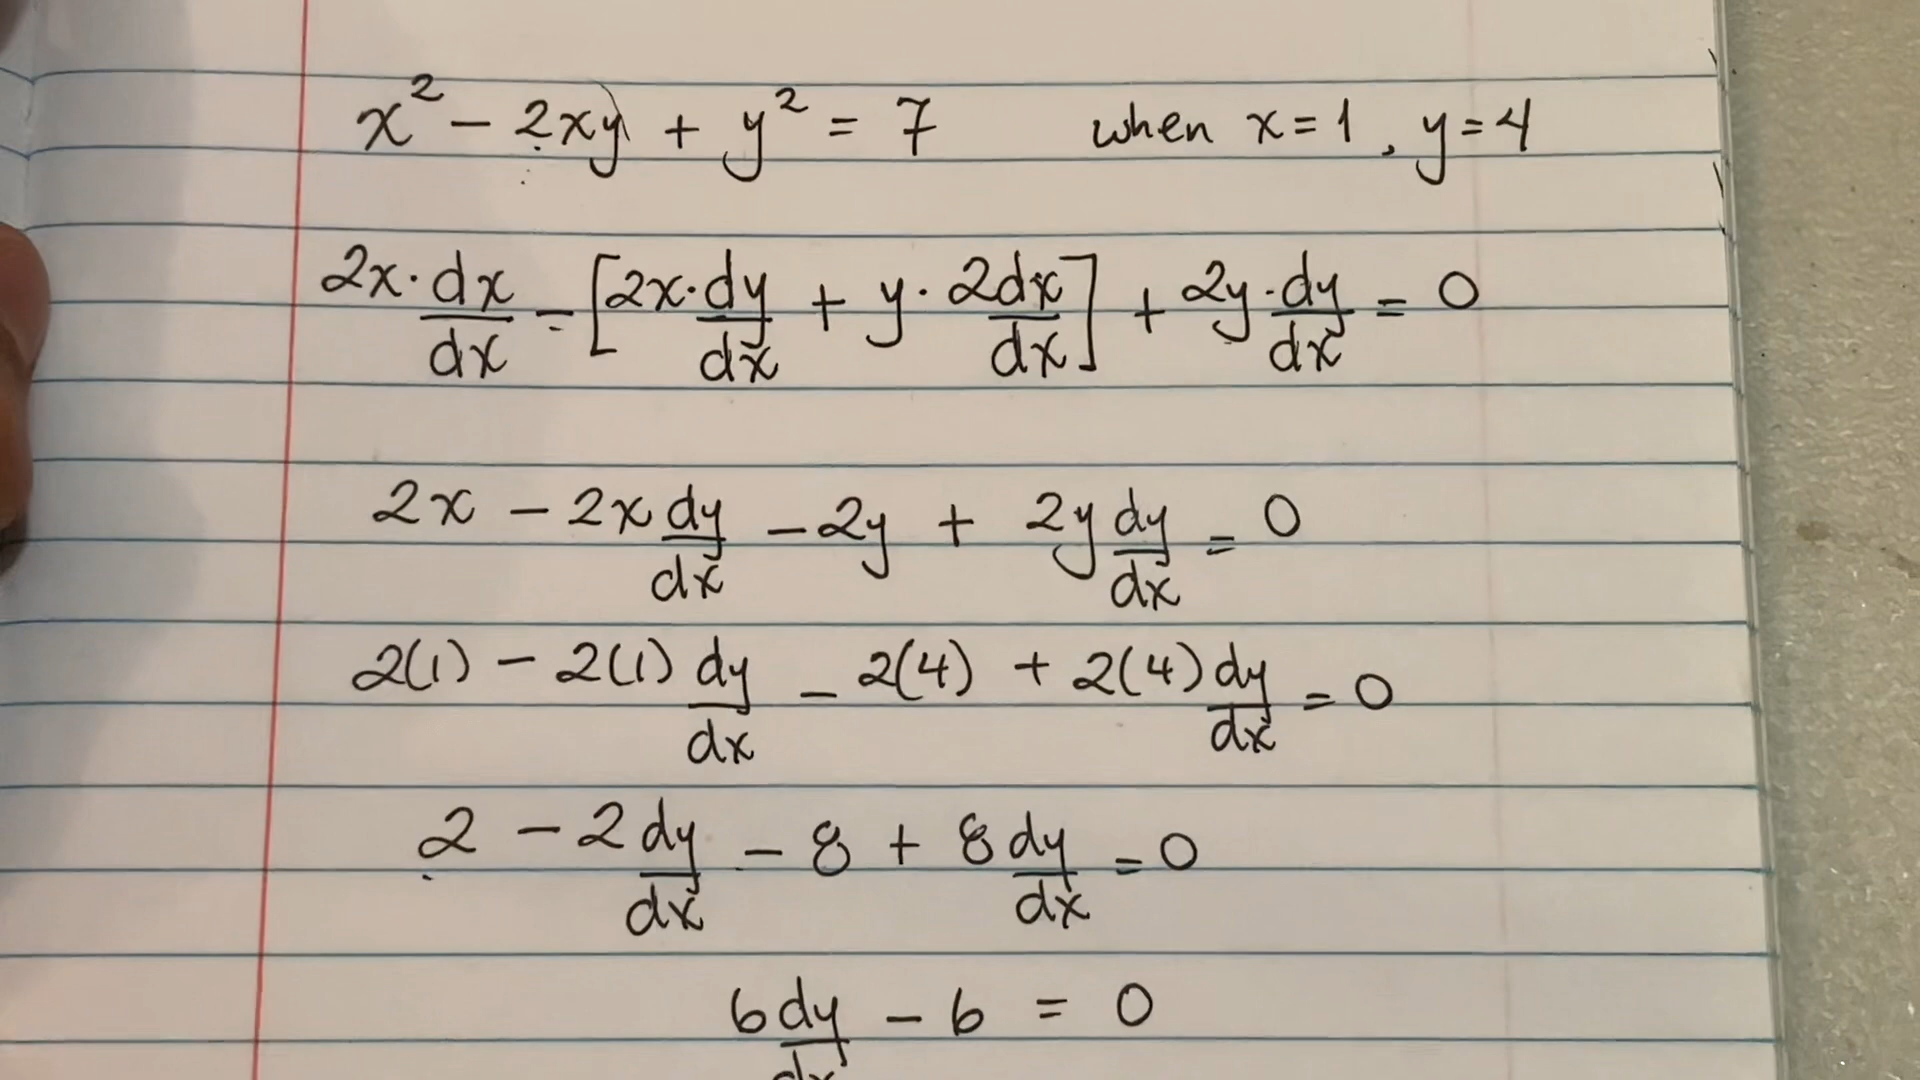 x² - 2xy + y² = 7 when x = 1, y = 4
2x · dx/dx - [2x · dy/dx + y · 2dx/dx] + 2y · dy/dx = 0
2x - 2x dy/dx - 2y + 2y dy/dx = 0
2(1) - 2(1) dy/dx - 2(4) + 2(4) dy/dx = 0
2 - 2 dy/dx - 8 + 8 dy/dx = 0
6 dy/dx - 6 = 0